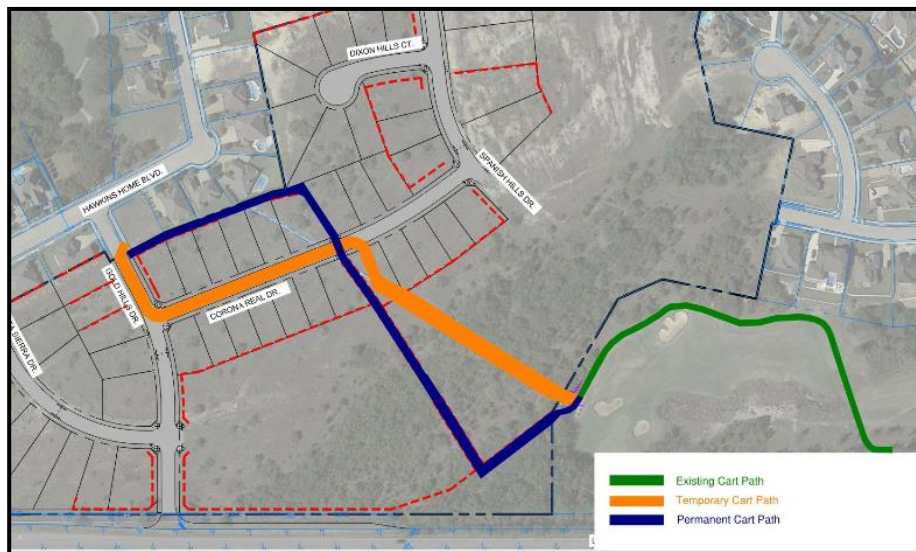 DIXON HILLS CT.
SPANISH HILLS DR.
HAWKINS HOME BLVD.
GOLD HILLS DR
CORONA REAL DR.
SIERRA DR.
Existing Cart Path
Temporary Cart Path
Permanent Cart Path